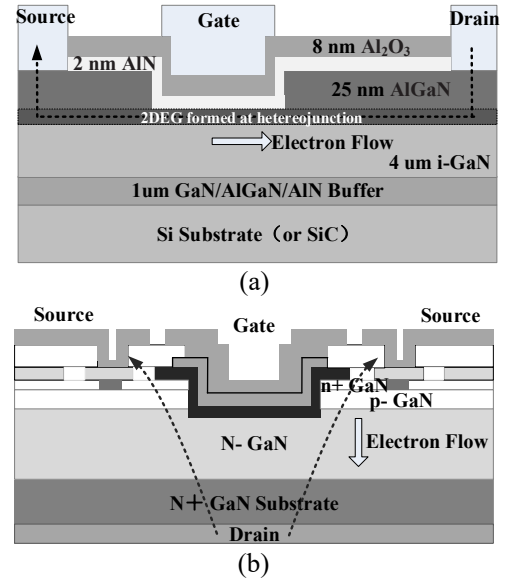 Source Gate Drain
2 nm AlN 8 nm Al₂O₃
25 nm AlGaN
2DEG formed at heterojunction
Electron Flow
4 um i-GaN
1um GaN/AlGaN/AlN Buffer
Si Substrate（or SiC）
(a)
Source Gate Source
n+ GaN
p- GaN
N- GaN Electron Flow
N+ GaN Substrate
Drain
(b)